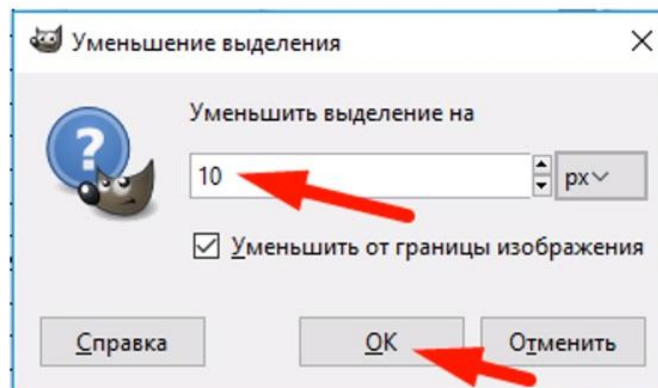 Уменьшение выделения
Уменьшить выделение на
10
px
Уменьшить от границы изображения
Справка
OK
Отменить